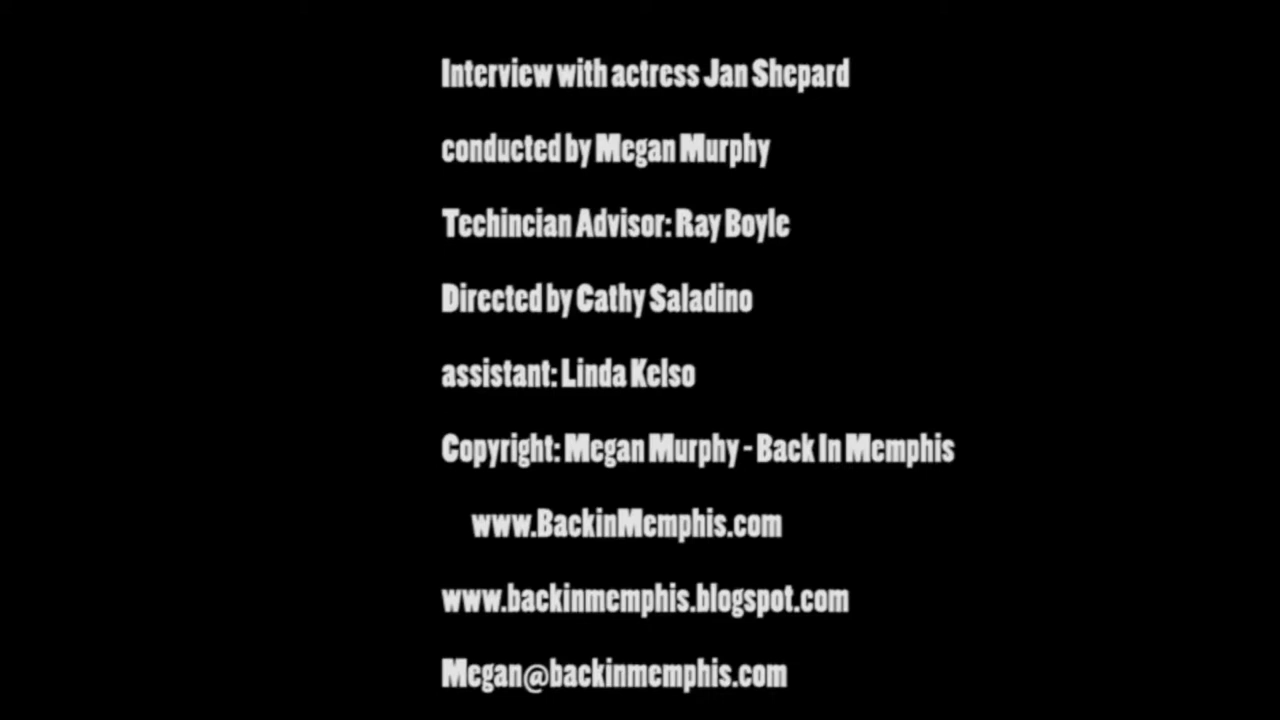 Interview with actress Jan Shepard
conducted by Megan Murphy
Techincian Advisor: Ray Boyle
Directed by Cathy Saladino
assistant: Linda Kelso
Copyright: Megan Murphy - Back In Memphis
www.BackinMemphis.com
www.backinmemphis.blogspot.com
Megan@backinmemphis.com